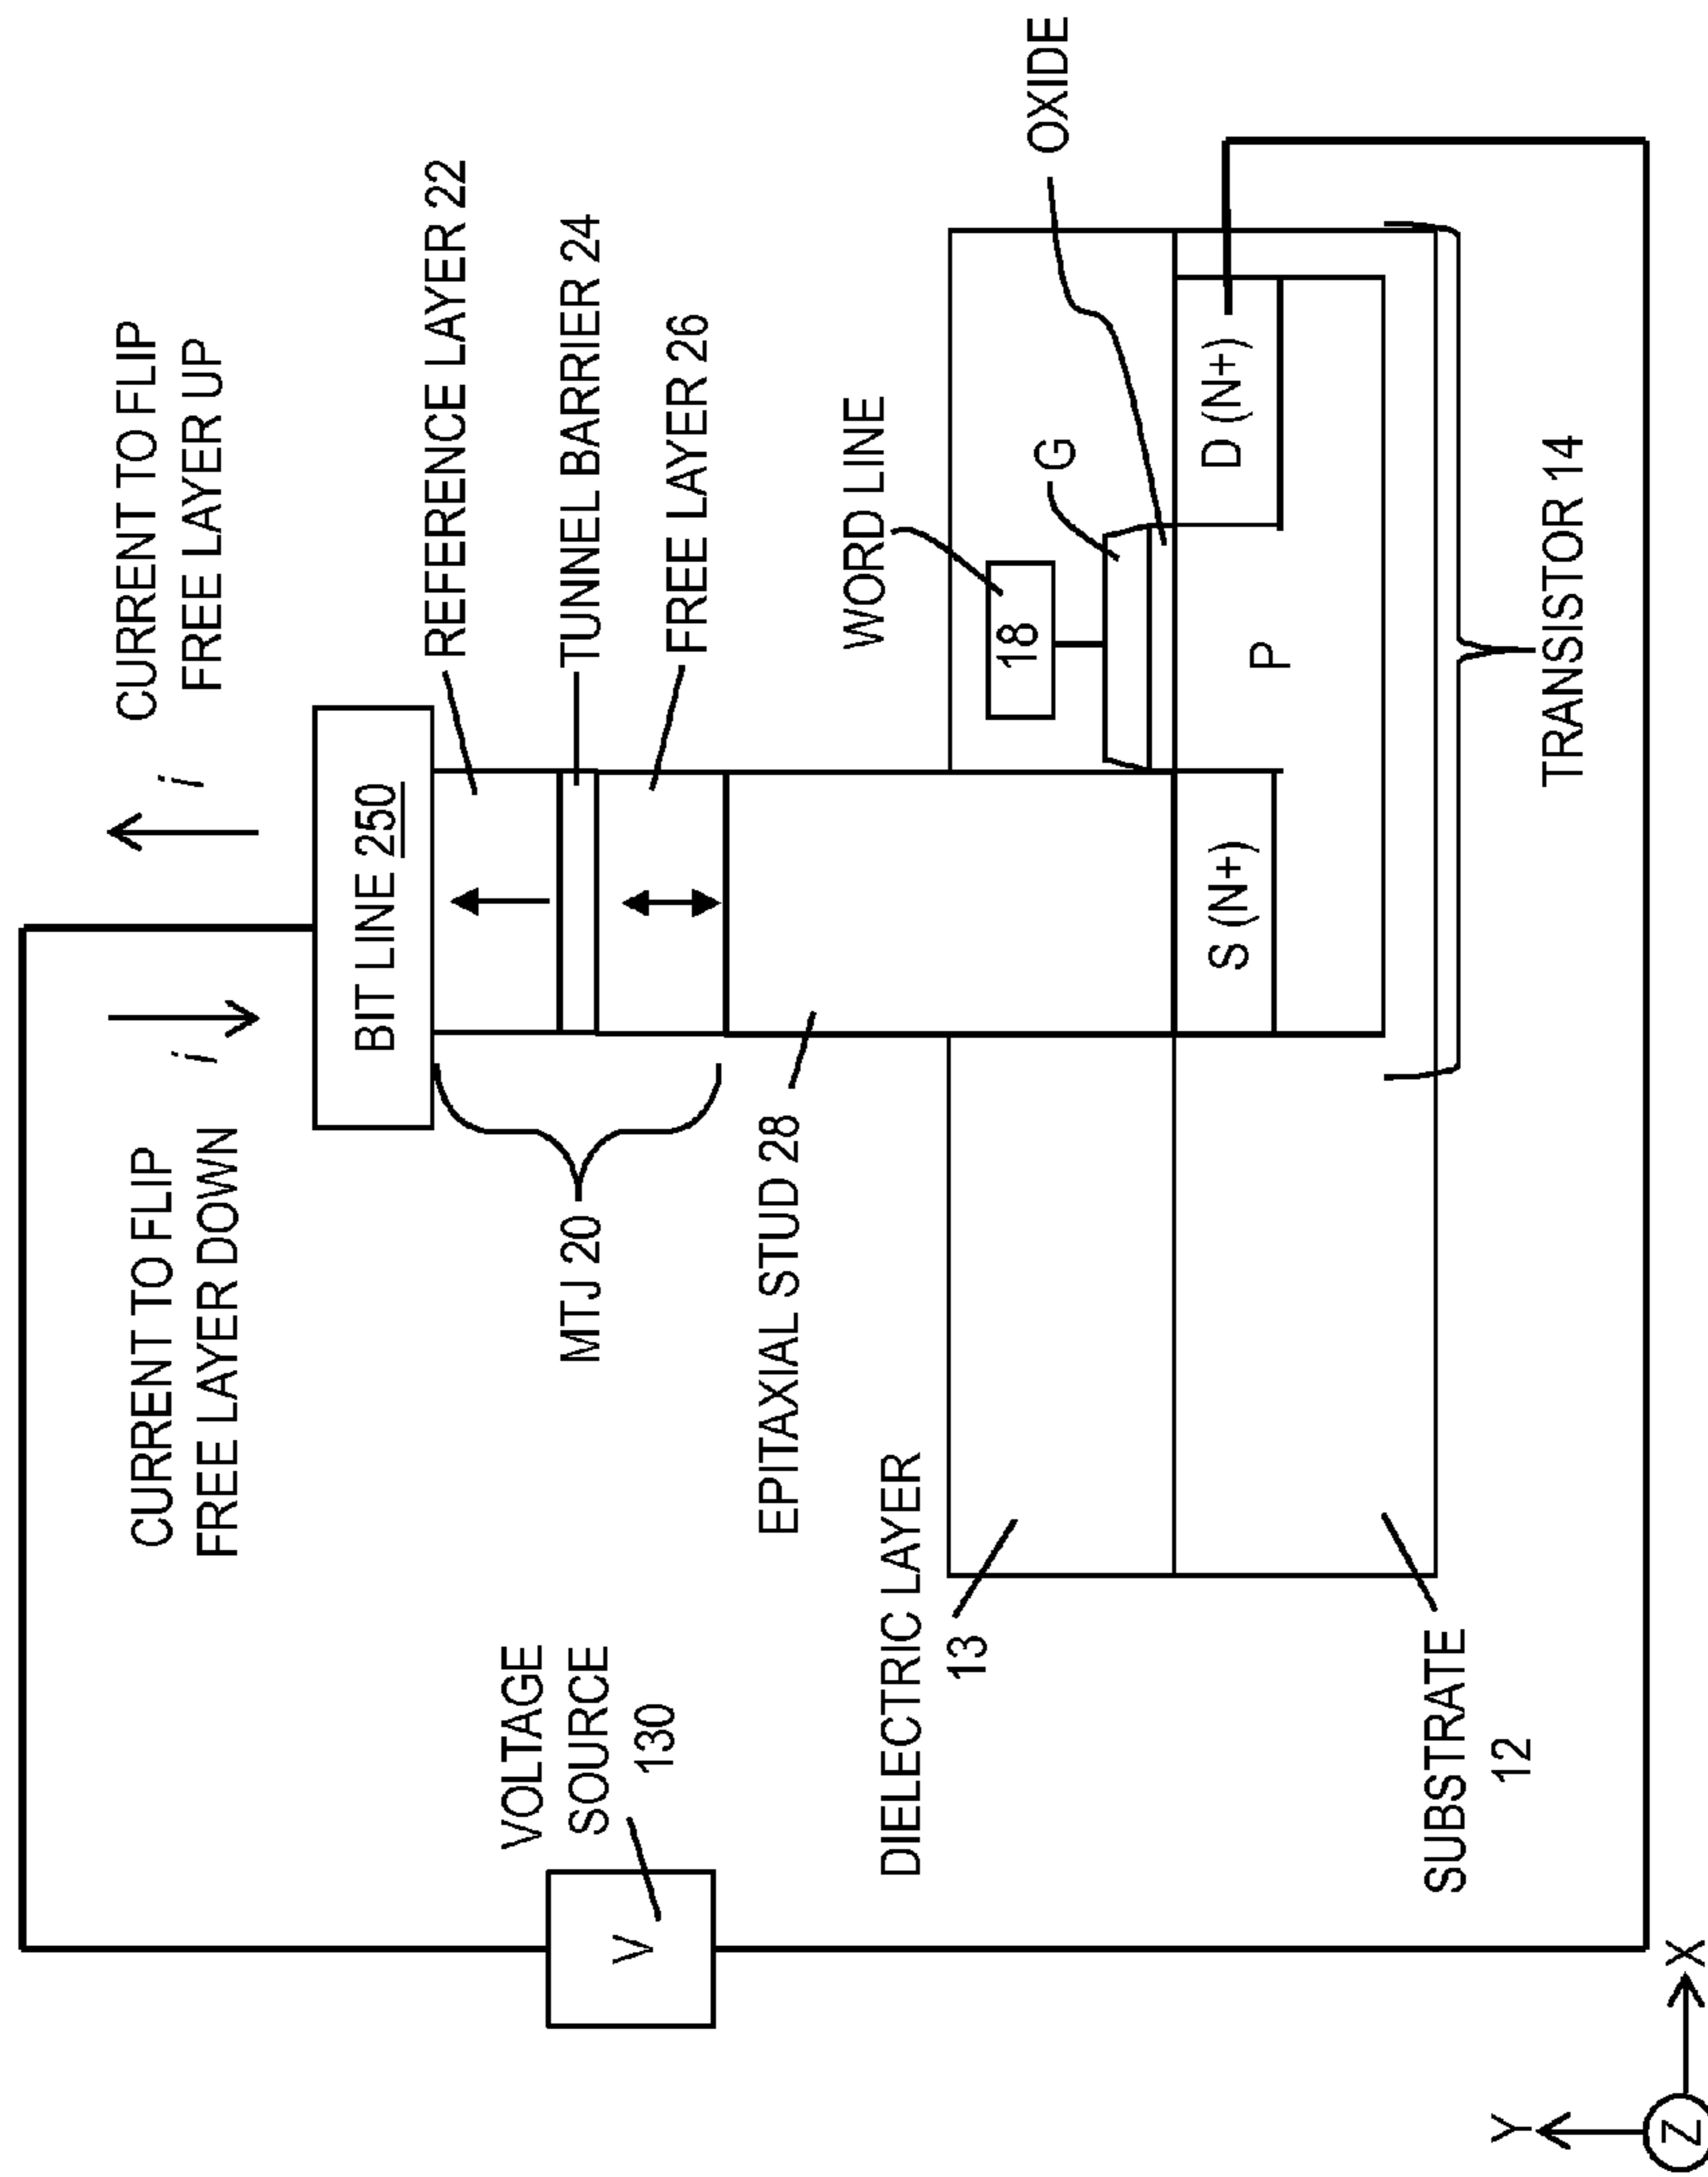 CURRENT TO FLIP
FREE LAYER DOWN
i
i
CURRENT TO FLIP
FREE LAYER UP
BIT LINE 250
REFERENCE LAYER 22
TUNNEL BARRIER 24
FREE LAYER 26
MTJ 20
VOLTAGE
SOURCE
130
V
EPITAXIAL STUD 28
WORD LINE
18
G
OXIDE
DIELECTRIC LAYER
13
S (N+)
D (N+)
P
SUBSTRATE
12
TRANSISTOR 14
Y
Z
X